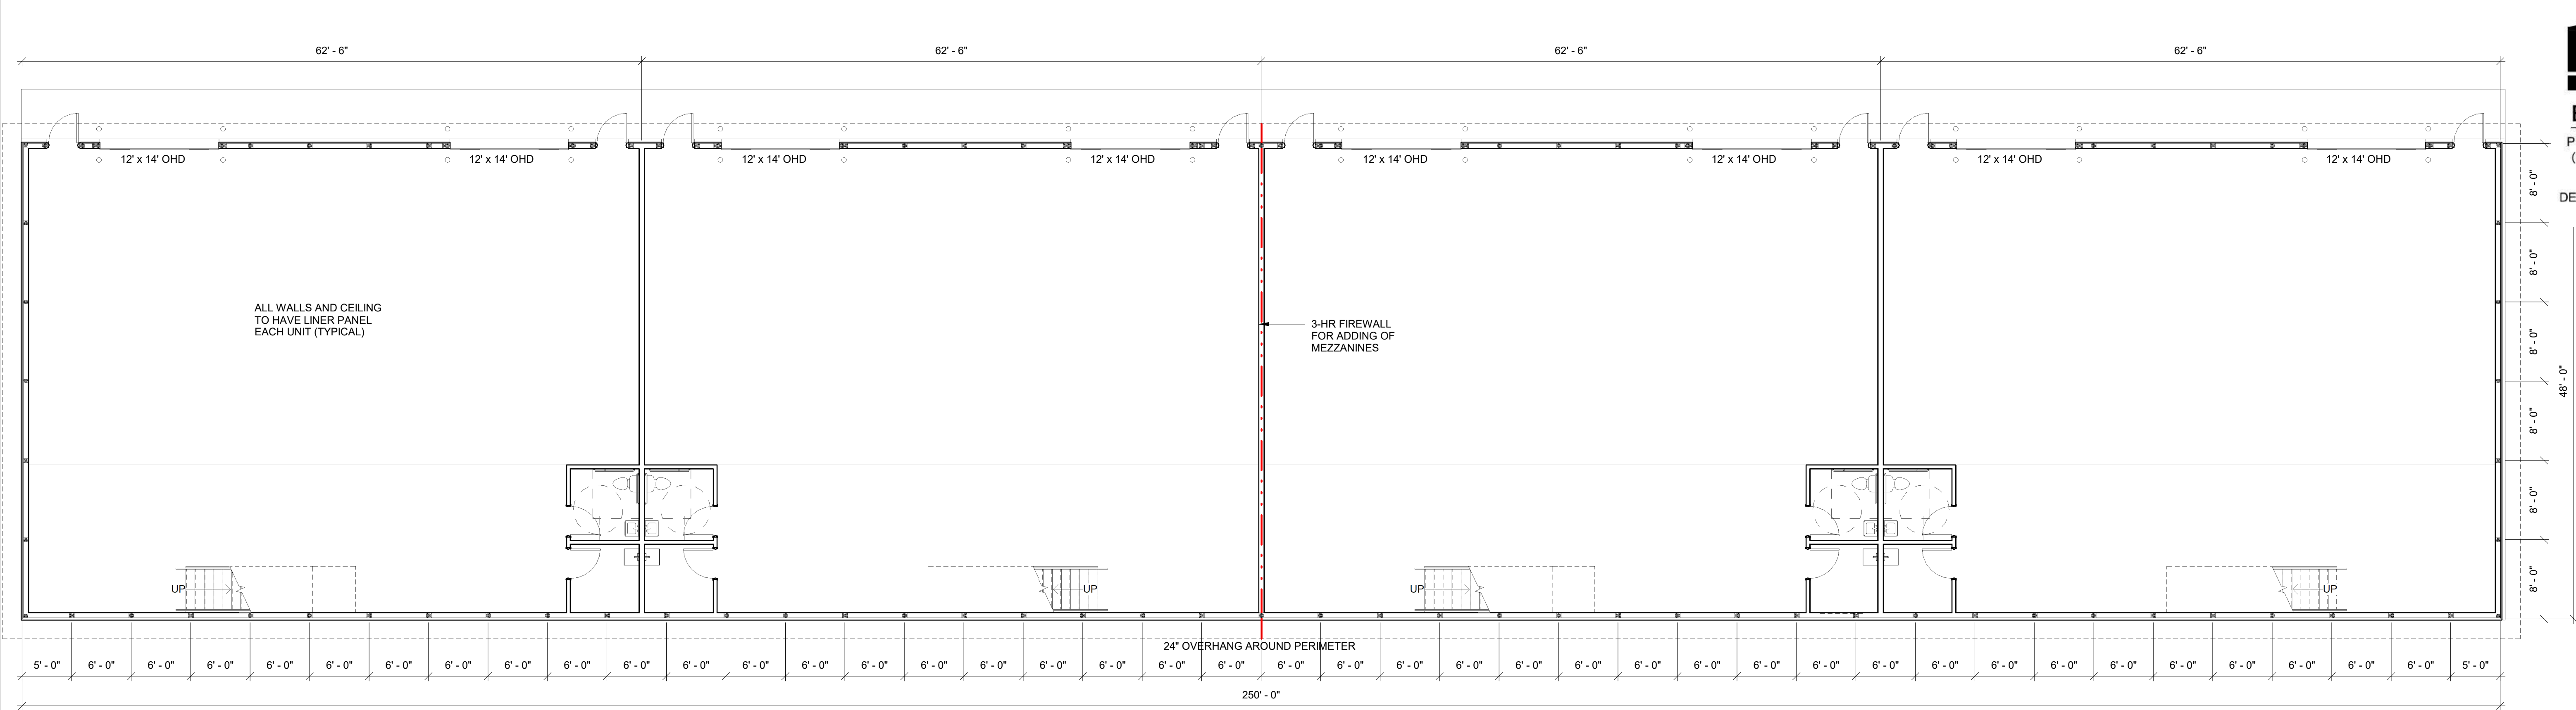 62' - 6" 62' - 6" 62' - 6" 62' - 6"
12' x 14' OHD 12' x 14' OHD 12' x 14' OHD 12' x 14' OHD 12' x 14' OHD 12' x 14' OHD 12' x 14' OHD 12' x 14' OHD
8' - 0"
DE
8' - 0"
ALL WALLS AND CEILING
TO HAVE LINER PANEL
EACH UNIT (TYPICAL)
3-HR FIREWALL
FOR ADDING OF
MEZZANINES
8' - 0"
48' - 0"
8' - 0"
8' - 0"
8' - 0"
UP UP UP UP
24" OVERHANG AROUND PERIMETER
5' - 0" 6' - 0" 6' - 0" 6' - 0" 6' - 0" 6' - 0" 6' - 0" 6' - 0" 6' - 0" 6' - 0" 6' - 0" 6' - 0" 6' - 0" 6' - 0" 6' - 0" 6' - 0" 6' - 0" 6' - 0" 6' - 0" 6' - 0" 6' - 0" 6' - 0" 6' - 0" 6' - 0" 6' - 0" 6' - 0" 6' - 0" 6' - 0" 6' - 0" 6' - 0" 6' - 0" 6' - 0" 6' - 0" 6' - 0" 6' - 0" 6' - 0" 6' - 0" 6' - 0" 6' - 0" 6' - 0" 6' - 0" 5' - 0"
250' - 0"